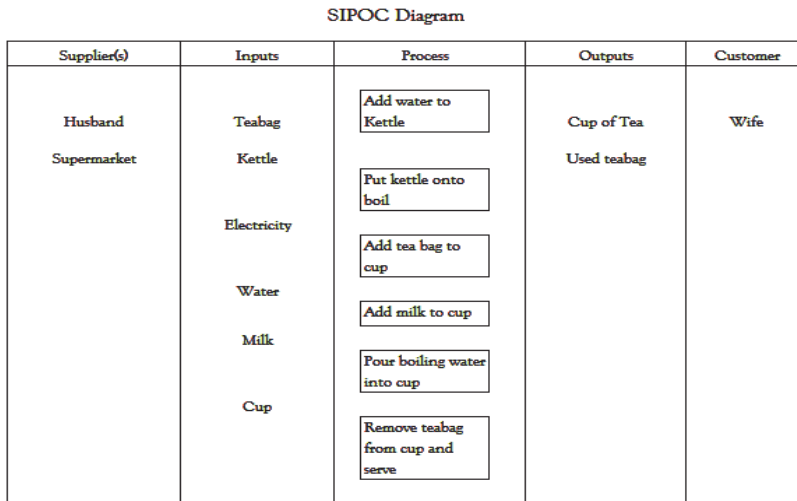 SIPOC Diagram
Supplier(s) Inputs Process Outputs Customer
Husband
Supermarket
Teabag
Kettle
Electricity
Water
Milk
Cup
Add water to
Kettle
Put kettle onto
boil
Add tea bag to
cup
Add milk to cup
Pour boiling water
into cup
Remove teabag
from cup and
serve
Cup of Tea
Used teabag
Wife